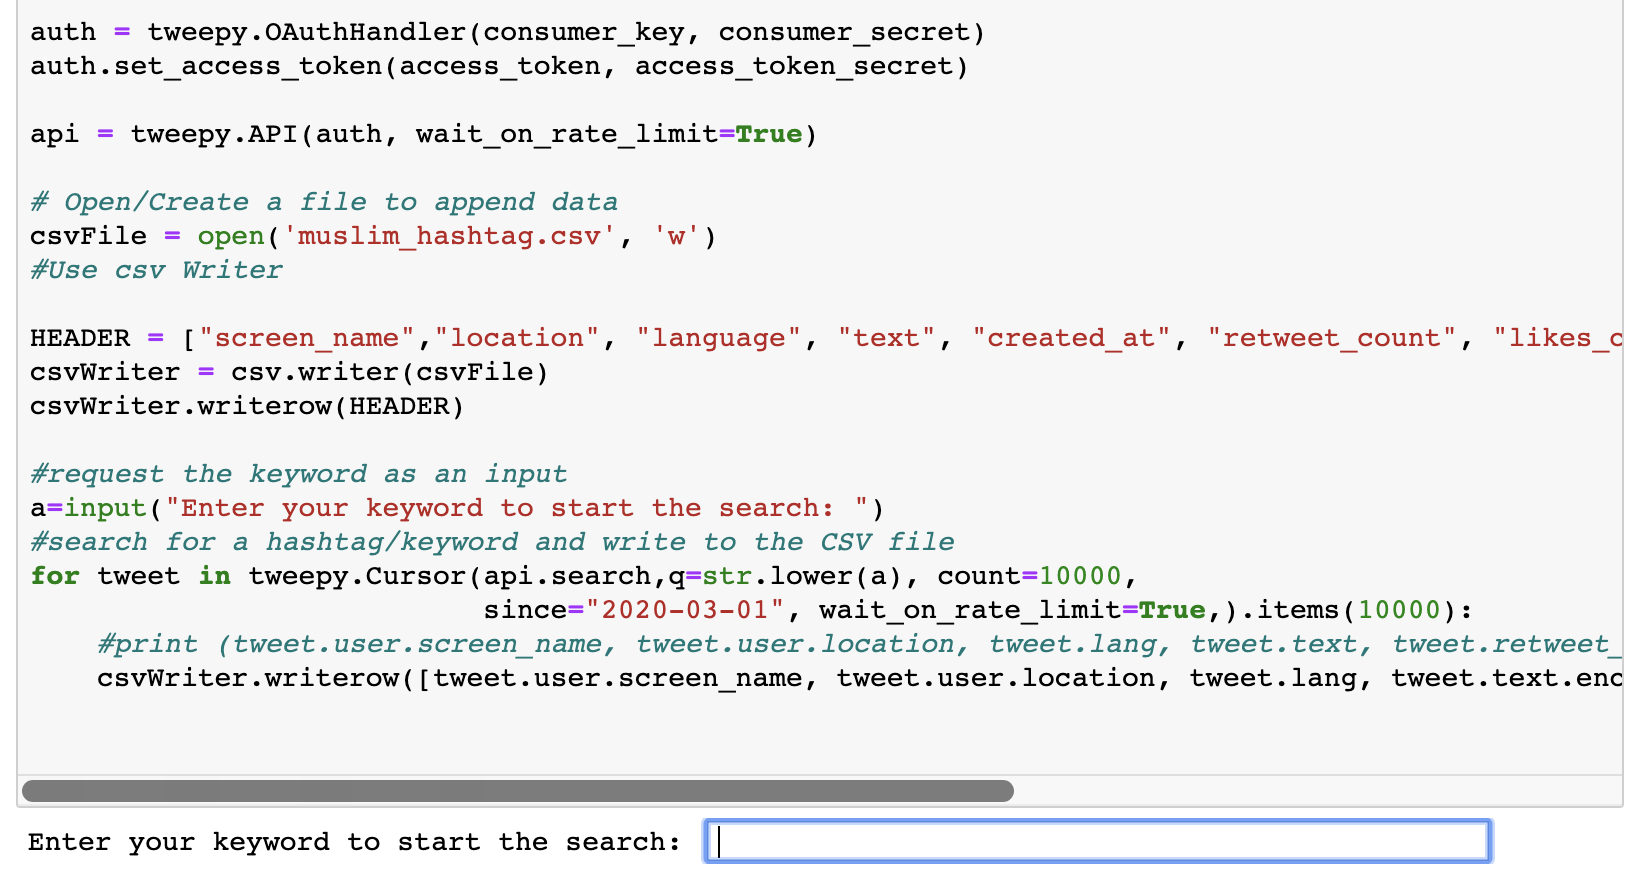 auth = tweepy.OAuthHandler(consumer_key, consumer_secret)
auth.set_access_token(access_token, access_token_secret)
api = tweepy.API(auth, wait_on_rate_limit=True)
# Open/Create a file to append data
csvFile = open('muslim_hashtag.csv', 'w')
#Use csv Writer
HEADER = ["screen_name","location", "language", "text", "created_at", "retweet_count", "likes_c
csvWriter = csv.writer(csvFile)
csvWriter.writerow(HEADER)
#request the keyword as an input
a=input("Enter your keyword to start the search: ")
#search for a hashtag/keyword and write to the CSV file
for tweet in tweepy.Cursor(api.search,q=str.lower(a), count=10000,
since="2020-03-01", wait_on_rate_limit=True,).items(10000):
#print (tweet.user.screen_name, tweet.user.location, tweet.lang, tweet.text, tweet.retweet_
csvWriter.writerow([tweet.user.screen_name, tweet.user.location, tweet.lang, tweet.text.enc
Enter your keyword to start the search: